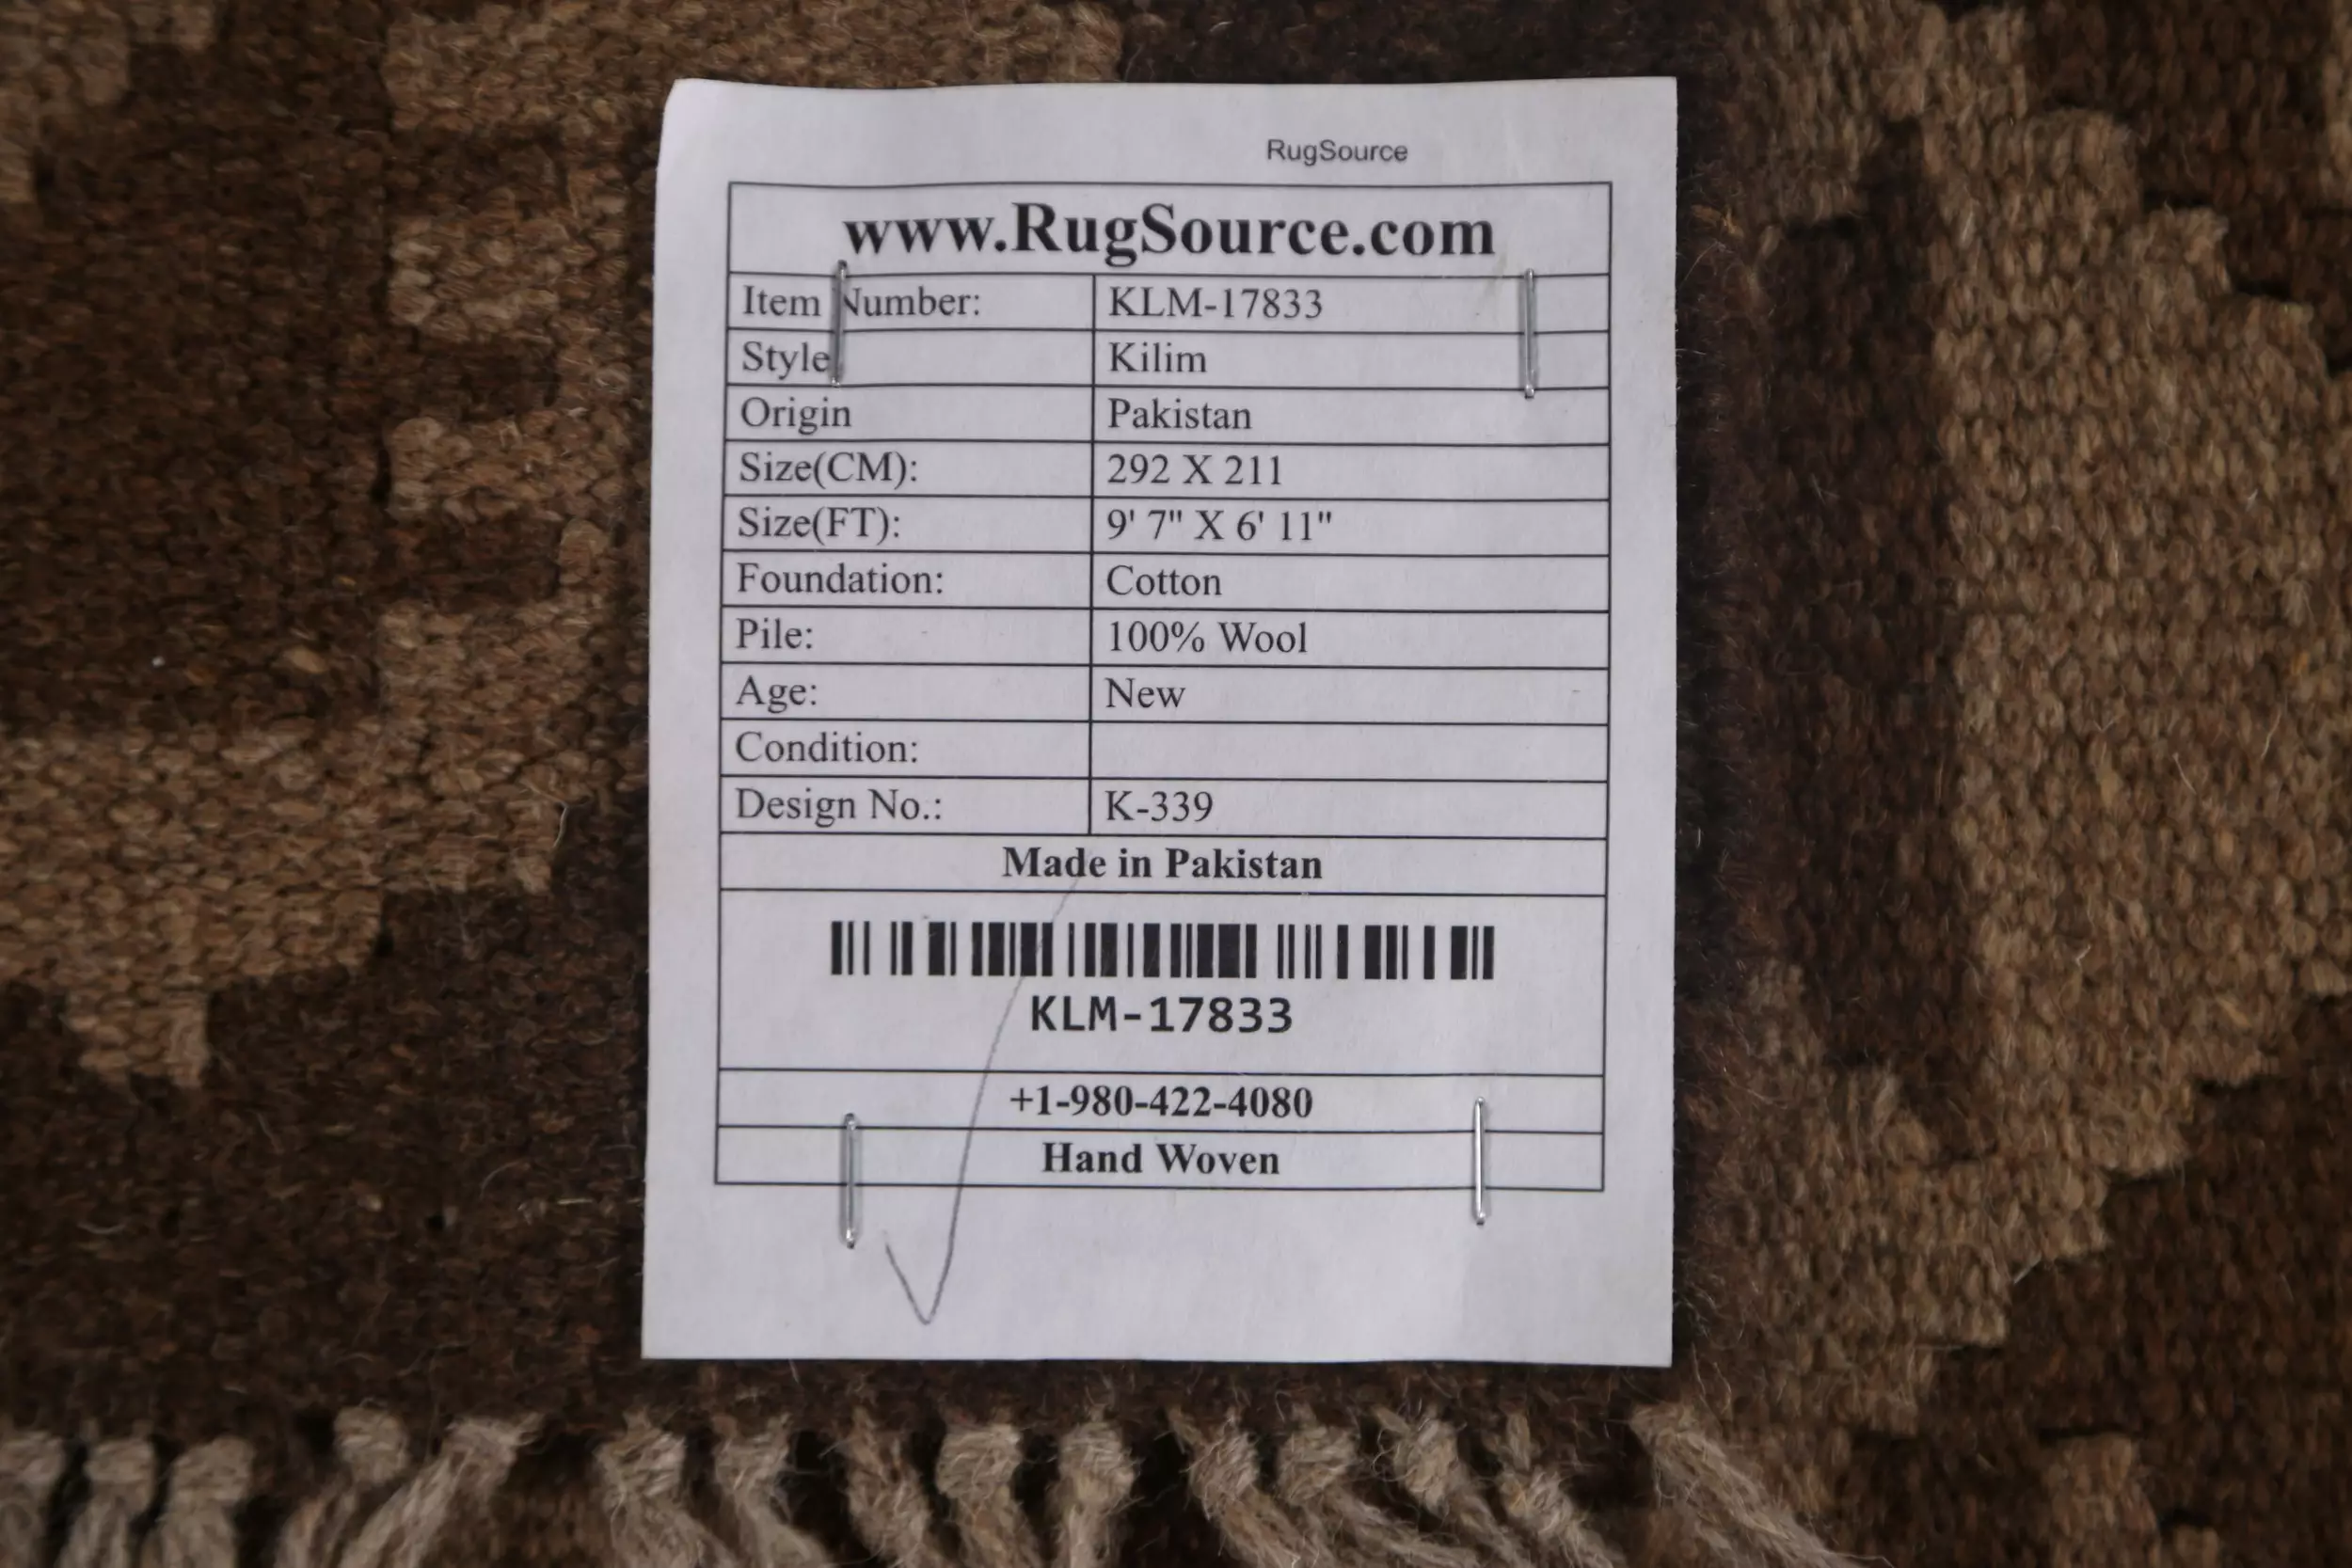 RugSource
www.RugSource.com
Item Number: KLM-17833
Style Kilim
Origin Pakistan
Size(CM): 292 X 211
Size(FT): 9' 7" X 6' 11"
Foundation: Cotton
Pile: 100% Wool
Age: New
Condition:
Design No.: K-339
Made in Pakistan
KLM-17833
+1-980-422-4080
Hand Woven